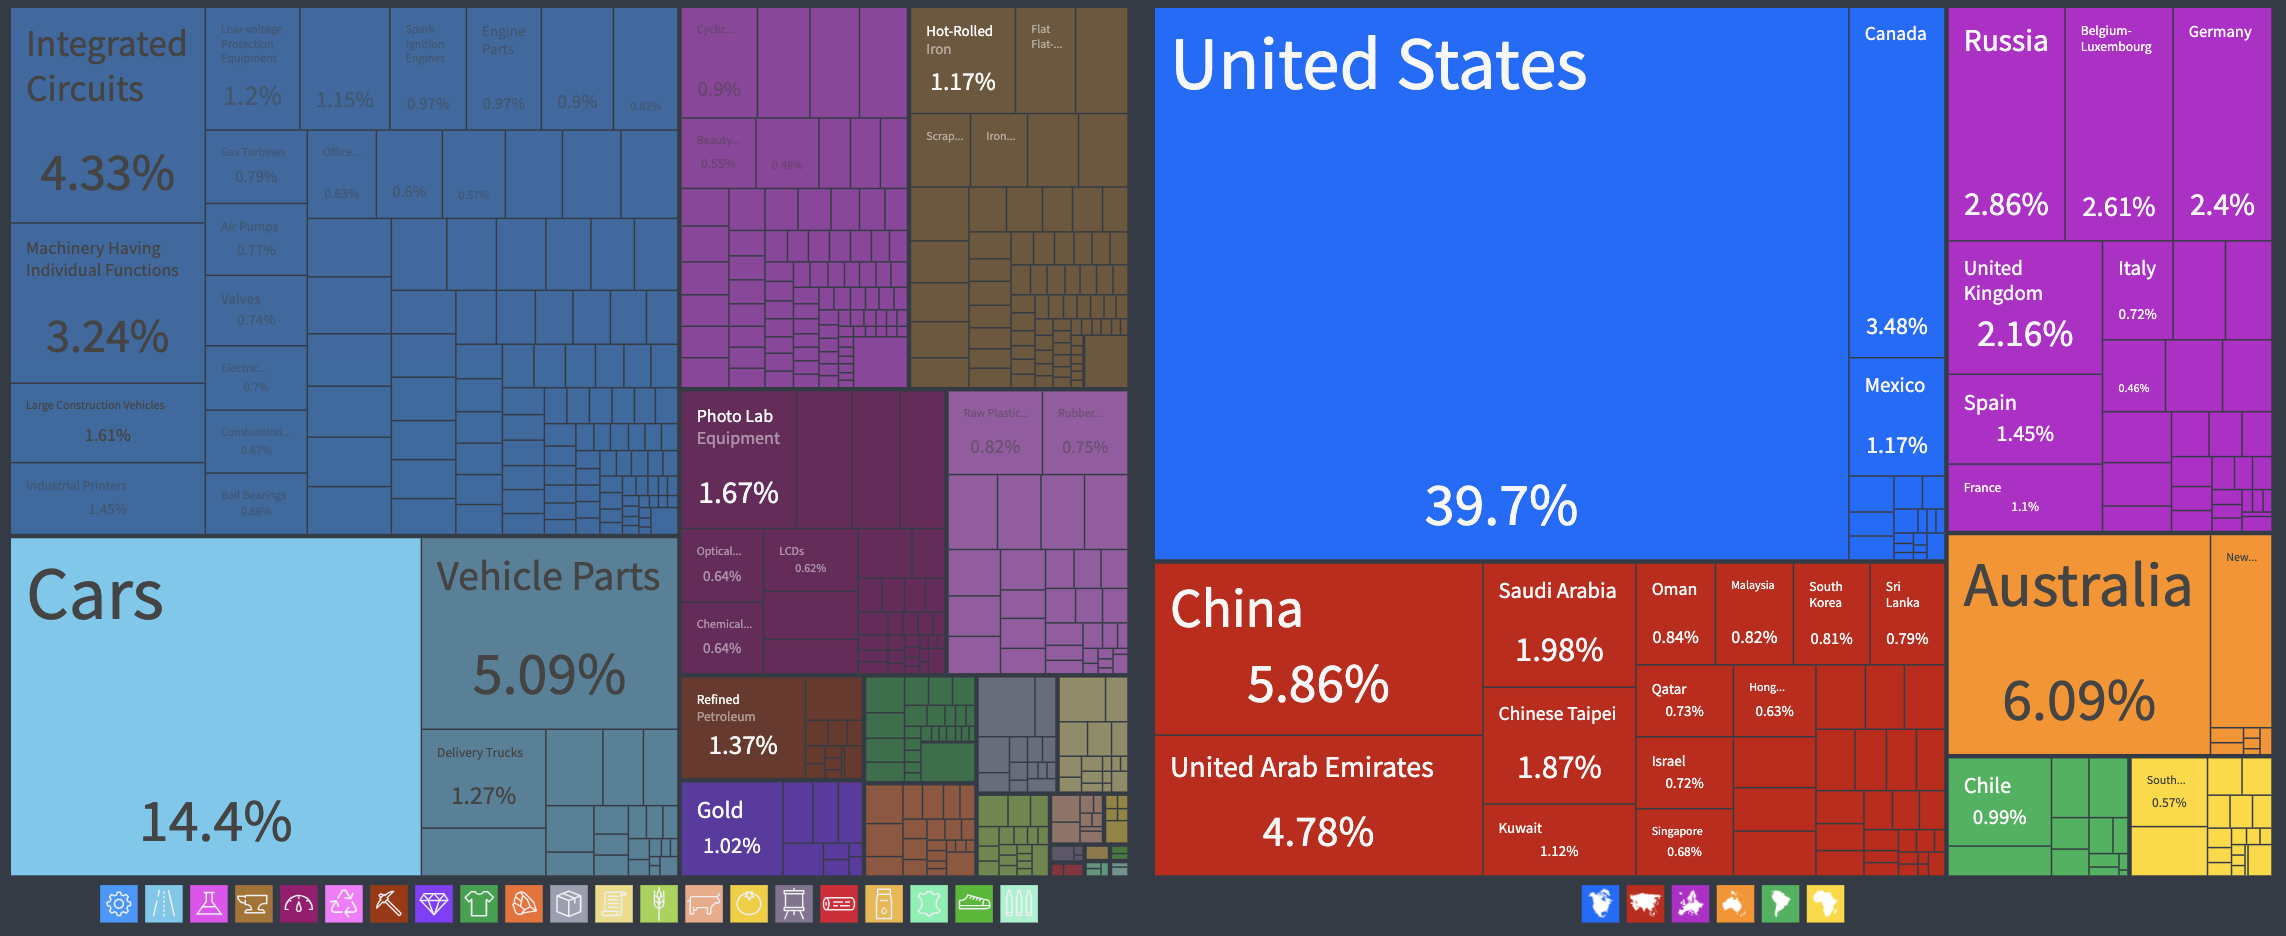 Integrated
Circuits
4.33%
Machinery Having
Individual Functions
3.24%
Large Construction Vehicles
1.61%
Industrial Printers
1.45%
Low-voltage
Protection
Equipment
1.2%
1.15%
Spark-
Ignition
Engines
0.97%
Engine
Parts
0.97%
0.9%
0.82%
Gas Turbines
0.79%
Office...
0.63%
0.6%
0.57%
Air Pumps
0.77%
Valves
0.74%
Electric...
0.7%
Combustion...
0.67%
Ball Bearings
0.66%
Cars
14.4%
Vehicle Parts
5.09%
Delivery Trucks
1.27%
Cyclic...
0.9%
Beauty...
0.55%
0.46%
Hot-Rolled
Iron
1.17%
Flat
Flat-...
Scrap...
Iron...
Photo Lab
Equipment
1.67%
Optical...
0.64%
LCDs
0.62%
Chemical...
0.64%
Raw Plastic...
0.82%
Rubber...
0.75%
Refined
Petroleum
1.37%
Gold
1.02%
United States
39.7%
Canada
3.48%
Mexico
1.17%
China
5.86%
United Arab Emirates
4.78%
Saudi Arabia
1.98%
Chinese Taipei
1.87%
Kuwait
1.12%
Oman
0.84%
Malaysia
0.82%
South
Korea
0.81%
Sri
Lanka
0.79%
Qatar
0.73%
Hong...
0.63%
Israel
0.72%
Singapore
0.68%
Russia
2.86%
Belgium-
Luxembourg
2.61%
Germany
2.4%
United
Kingdom
2.16%
Italy
0.72%
0.46%
Spain
1.45%
France
1.1%
Australia
6.09%
New...
Chile
0.99%
South...
0.57%